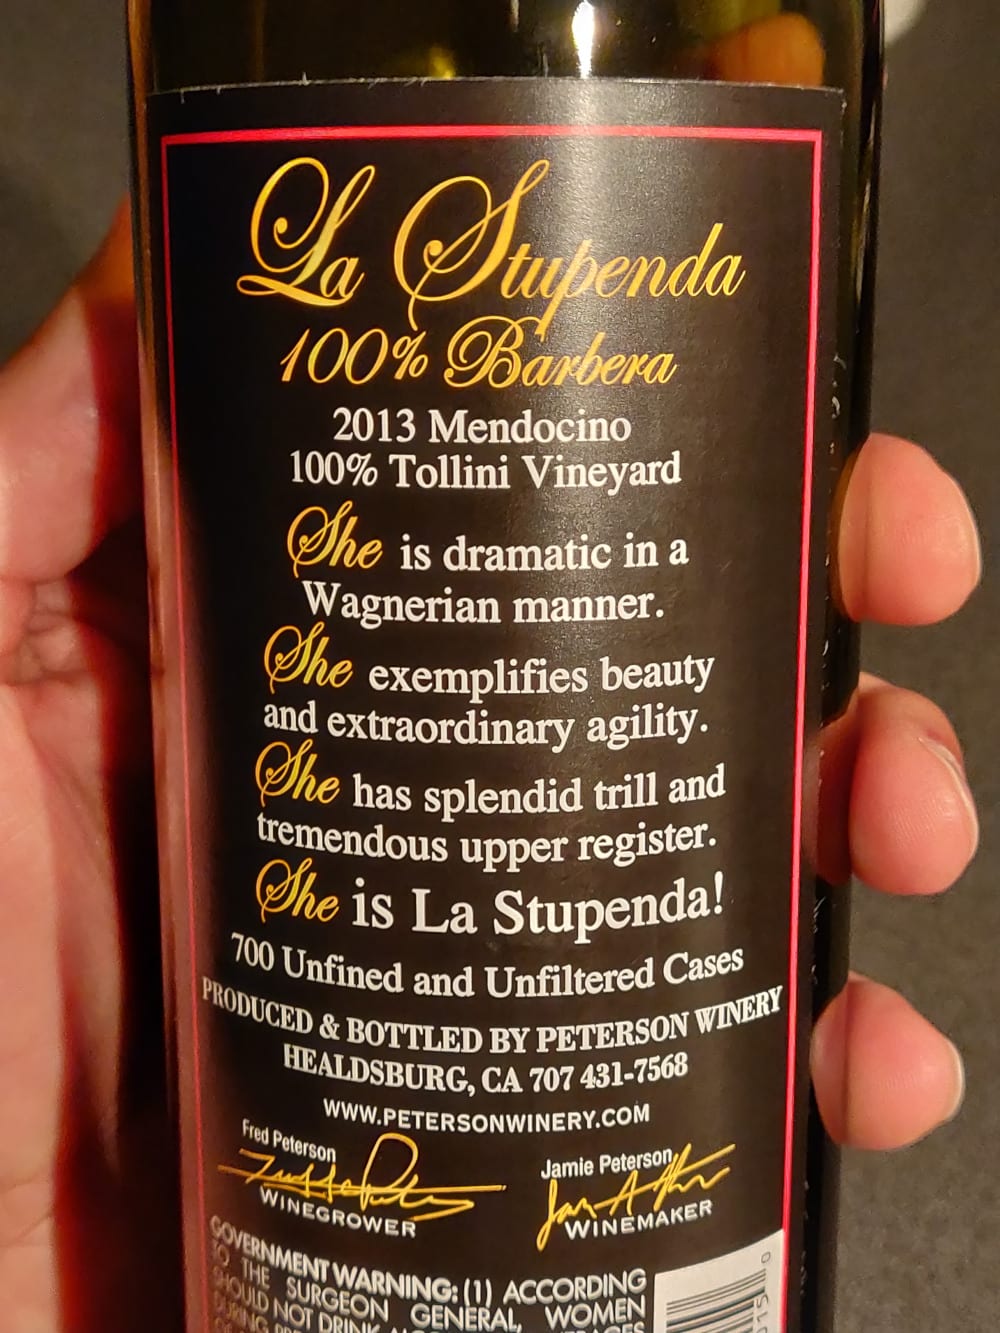 La Stupenda
100% Barbera
2013 Mendocino
100% Tollini Vineyard
She is dramatic in a
Wagnerian manner.
She exemplifies beauty
and extraordinary agility.
She has splendid trill and
tremendous upper register.
She is La Stupenda!
700 Unfined and Unfiltered Cases
PRODUCED & BOTTLED BY PETERSON WINERY
HEALDSBURG, CA 707 431-7568
WWW.PETERSONWINERY.COM
Fred Peterson
WINEGROWER
Jamie Peterson
WINEMAKER
GOVERNMENT WARNING: (1) ACCORDING
TO THE SURGEON GENERAL, WOMEN
SHOULD NOT DRINK